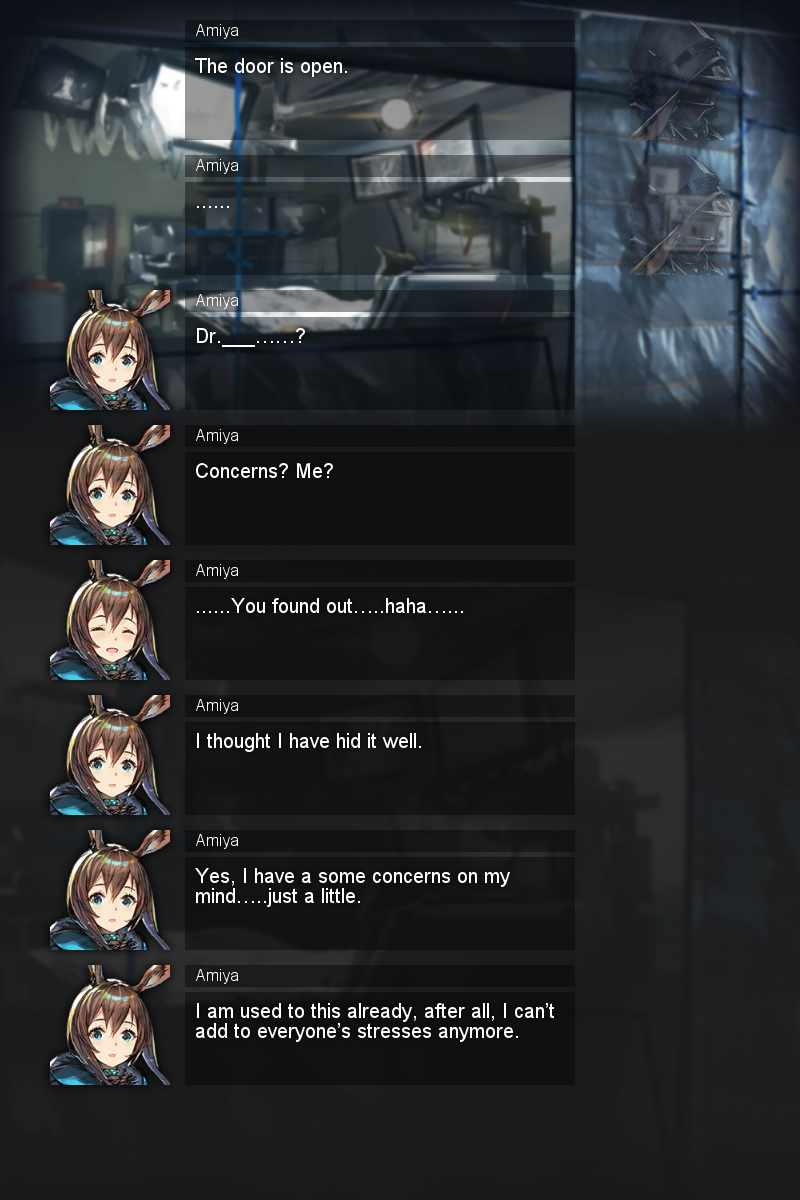 Amiya
The door is open.
Amiya
......
Amiya
Dr.___......?
Amiya
Concerns? Me?
Amiya
......You found out.....haha......
Amiya
I thought I have hid it well.
Amiya
Yes, I have a some concerns on my
mind.....just a little.
Amiya
I am used to this already, after all, I can't
add to everyone's stresses anymore.